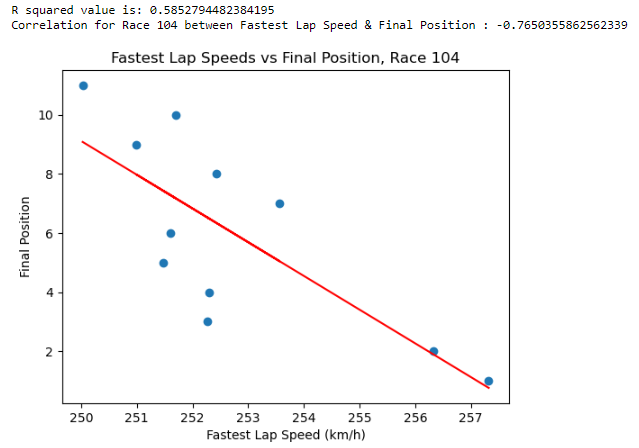 R squared value is: 0.5852794482384195
Correlation for Race 104 between Fastest Lap Speed & Final Position : -0.7650355862562339
Fastest Lap Speeds vs Final Position, Race 104
10
8
6
4
2
Final Position
250 251 252 253 254 255 256 257
Fastest Lap Speed (km/h)